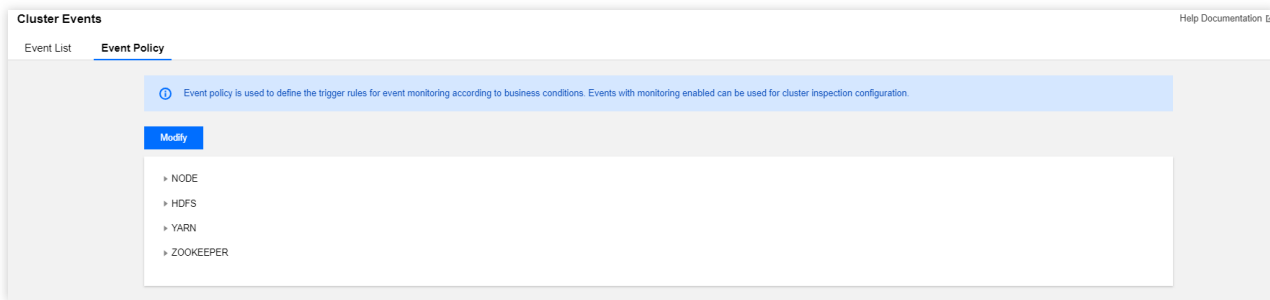 Cluster Events
Help Documentation
Event List
Event Policy
Event policy is used to define the trigger rules for event monitoring according to business conditions. Events with monitoring enabled can be used for cluster inspection configuration.
Modify
NODE
HDFS
YARN
ZOOKEEPER